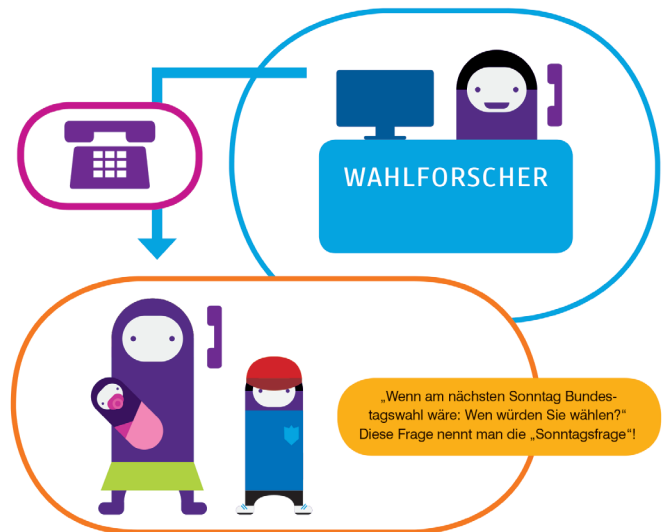 WAHLFORSCHER
„Wenn am nächsten Sonntag Bundes-
tagswahl wäre: Wen würden Sie wählen?“
Diese Frage nennt man die „Sonntagsfrage“!